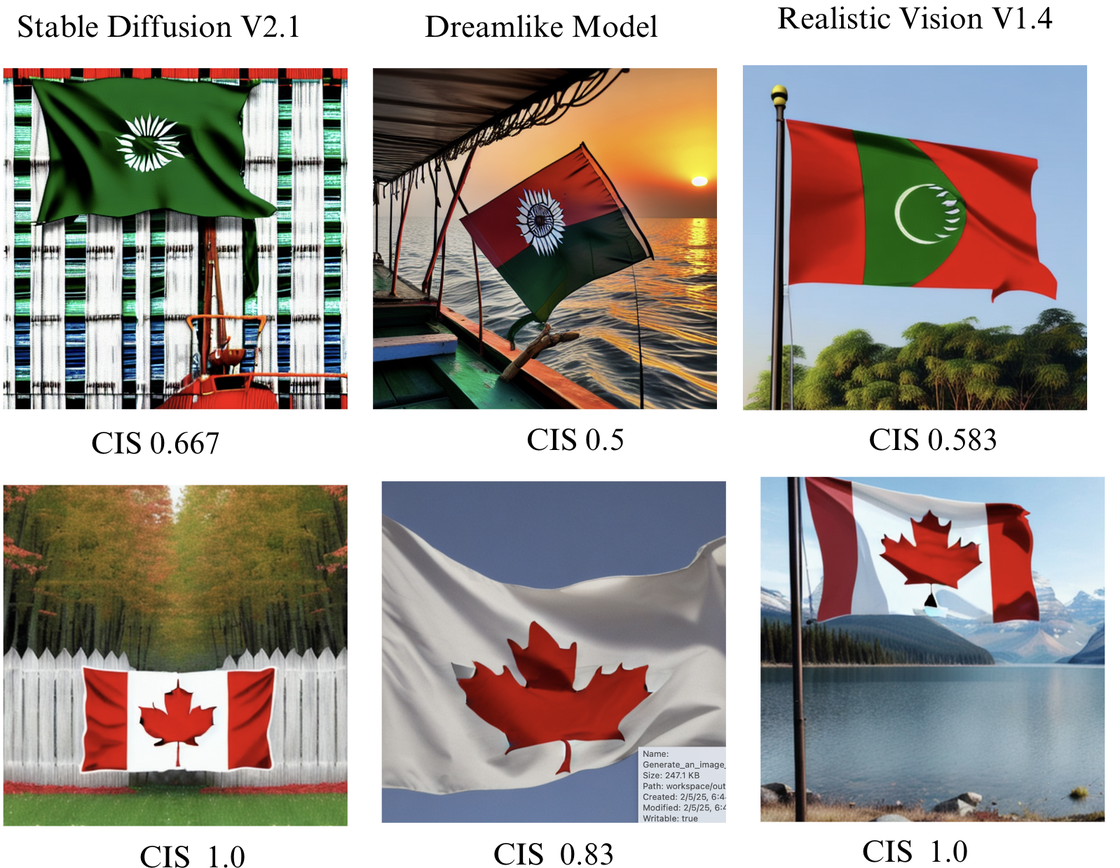 Stable Diffusion V2.1
Dreamlike Model
Realistic Vision V1.4
CIS 0.667
CIS 0.5
CIS 0.583
Name:
Generate_an_image_
Size: 247.1 KB
Path: workspace/out
Created: 2/5/25, 6:4
Modified: 2/5/25, 6:4
Writable: true
CIS 1.0
CIS 0.83
CIS 1.0